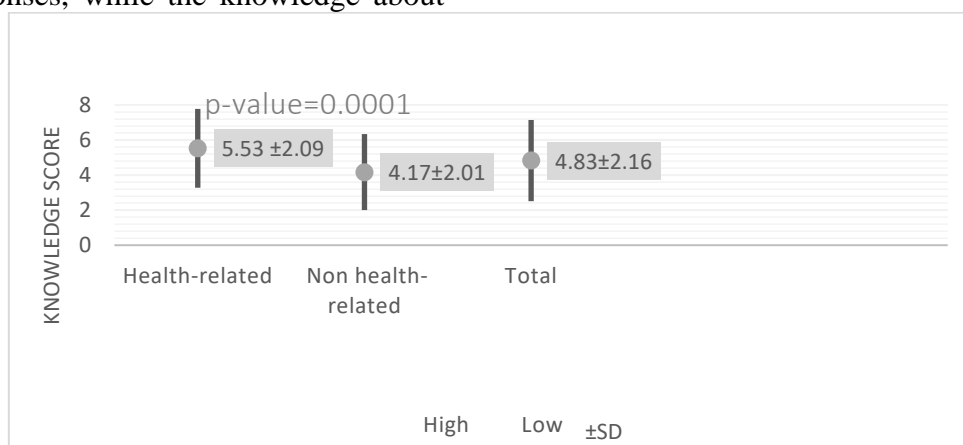 onses, while the knowledge about
p-value=0.0001
8
6
4
2
0
KNOWLEDGE SCORE
5.53 ±2.09
4.17±2.01
4.83±2.16
Health-related
Non health-
related
Total
High Low ±SD